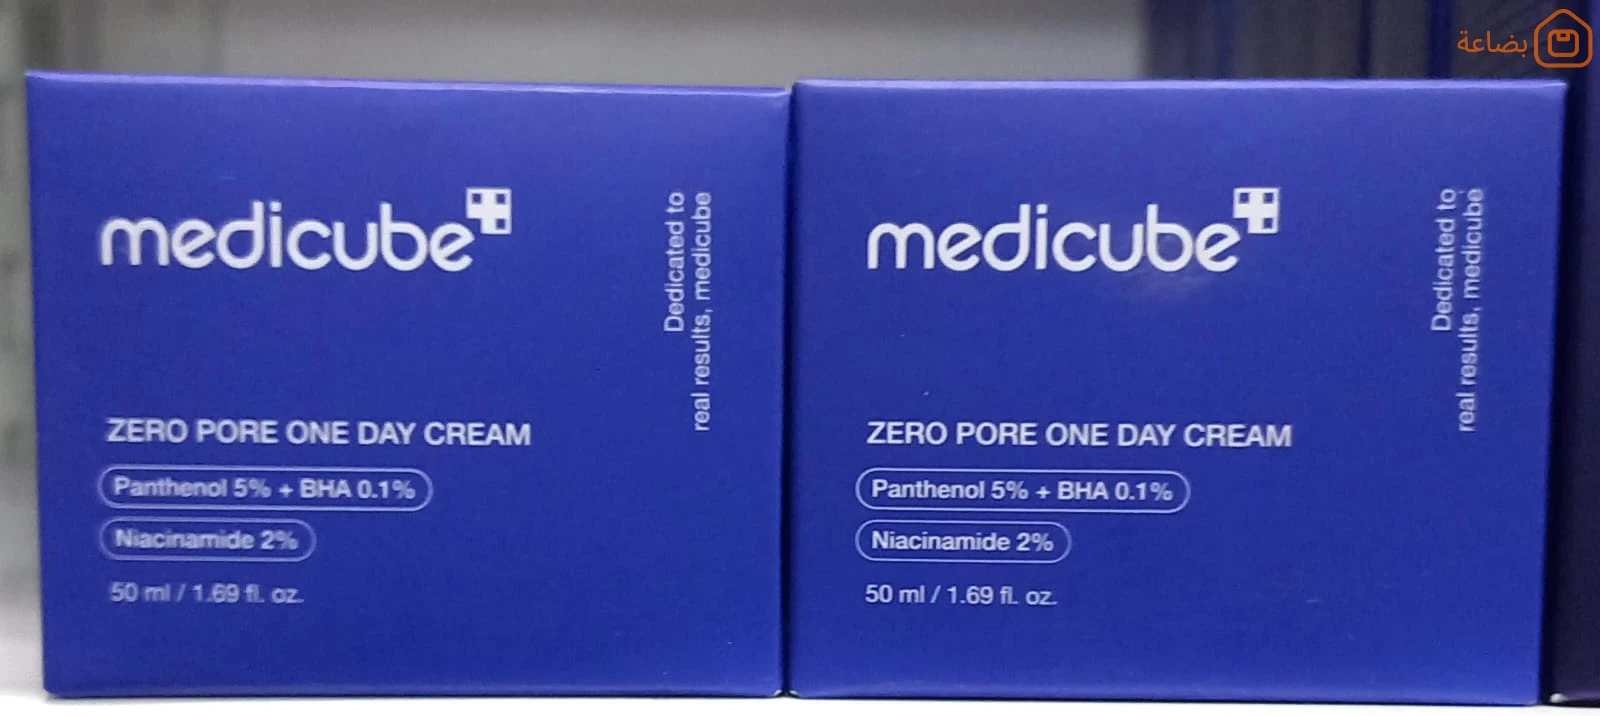 بضاعة
medicube
Dedicated to
real results, medicube
ZERO PORE ONE DAY CREAM
Panthenol 5% + BHA 0.1%
Niacinamide 2%
50 ml / 1.69 fl. oz.
medicube
Dedicated to
real results, medicube
ZERO PORE ONE DAY CREAM
Panthenol 5% + BHA 0.1%
Niacinamide 2%
50 ml / 1.69 fl. oz.